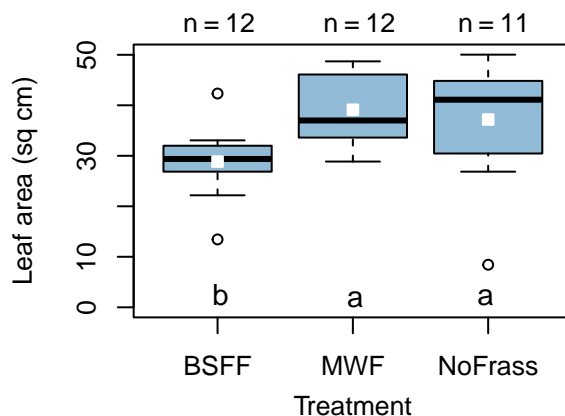 n = 12 n = 12 n = 11
Leaf area (sq cm)
50
30
10
0
b a a
BSFF MWF NoFrass
Treatment